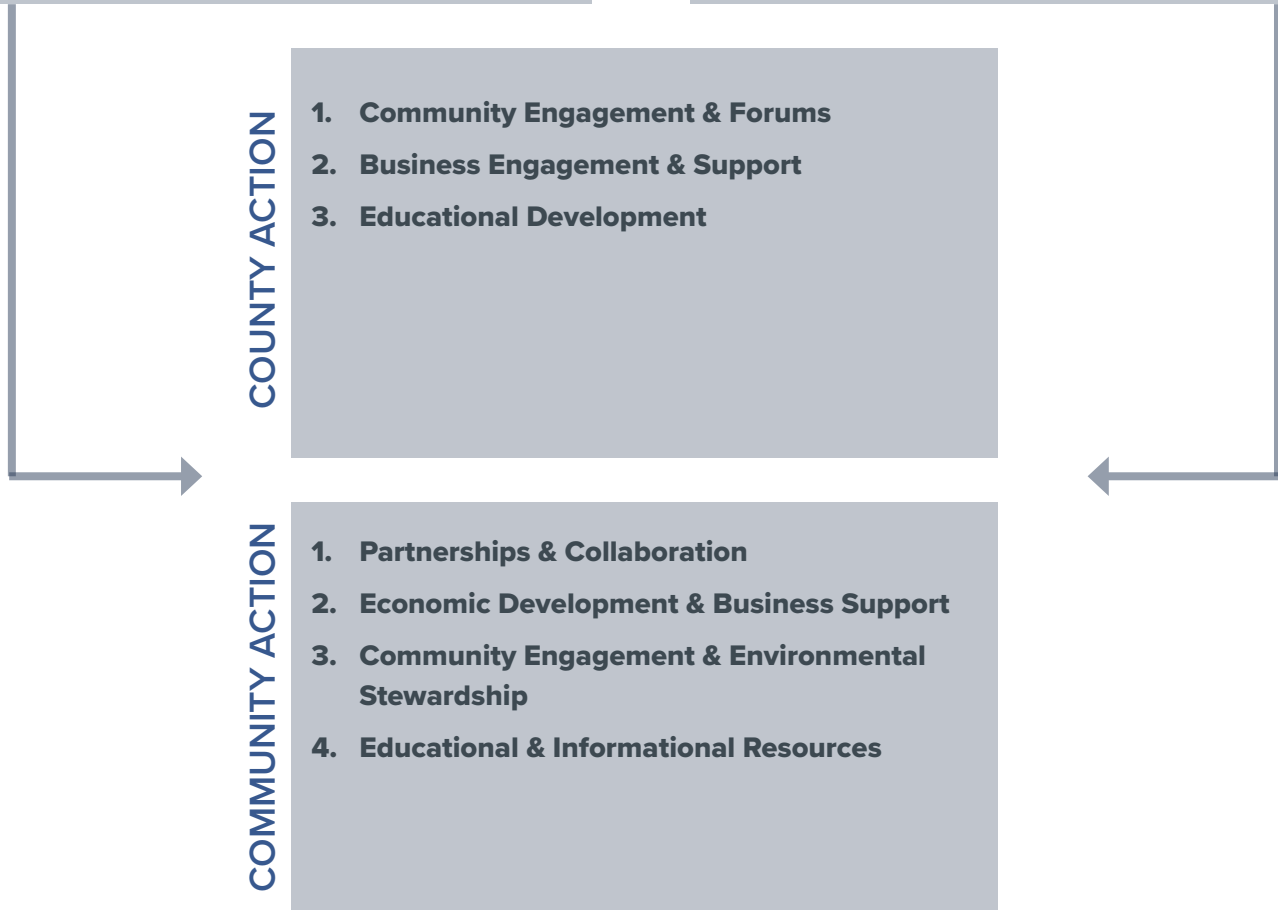 COUNTY ACTION
1. Community Engagement & Forums
2. Business Engagement & Support
3. Educational Development
COMMUNITY ACTION
1. Partnerships & Collaboration
2. Economic Development & Business Support
3. Community Engagement & Environmental
Stewardship
4. Educational & Informational Resources